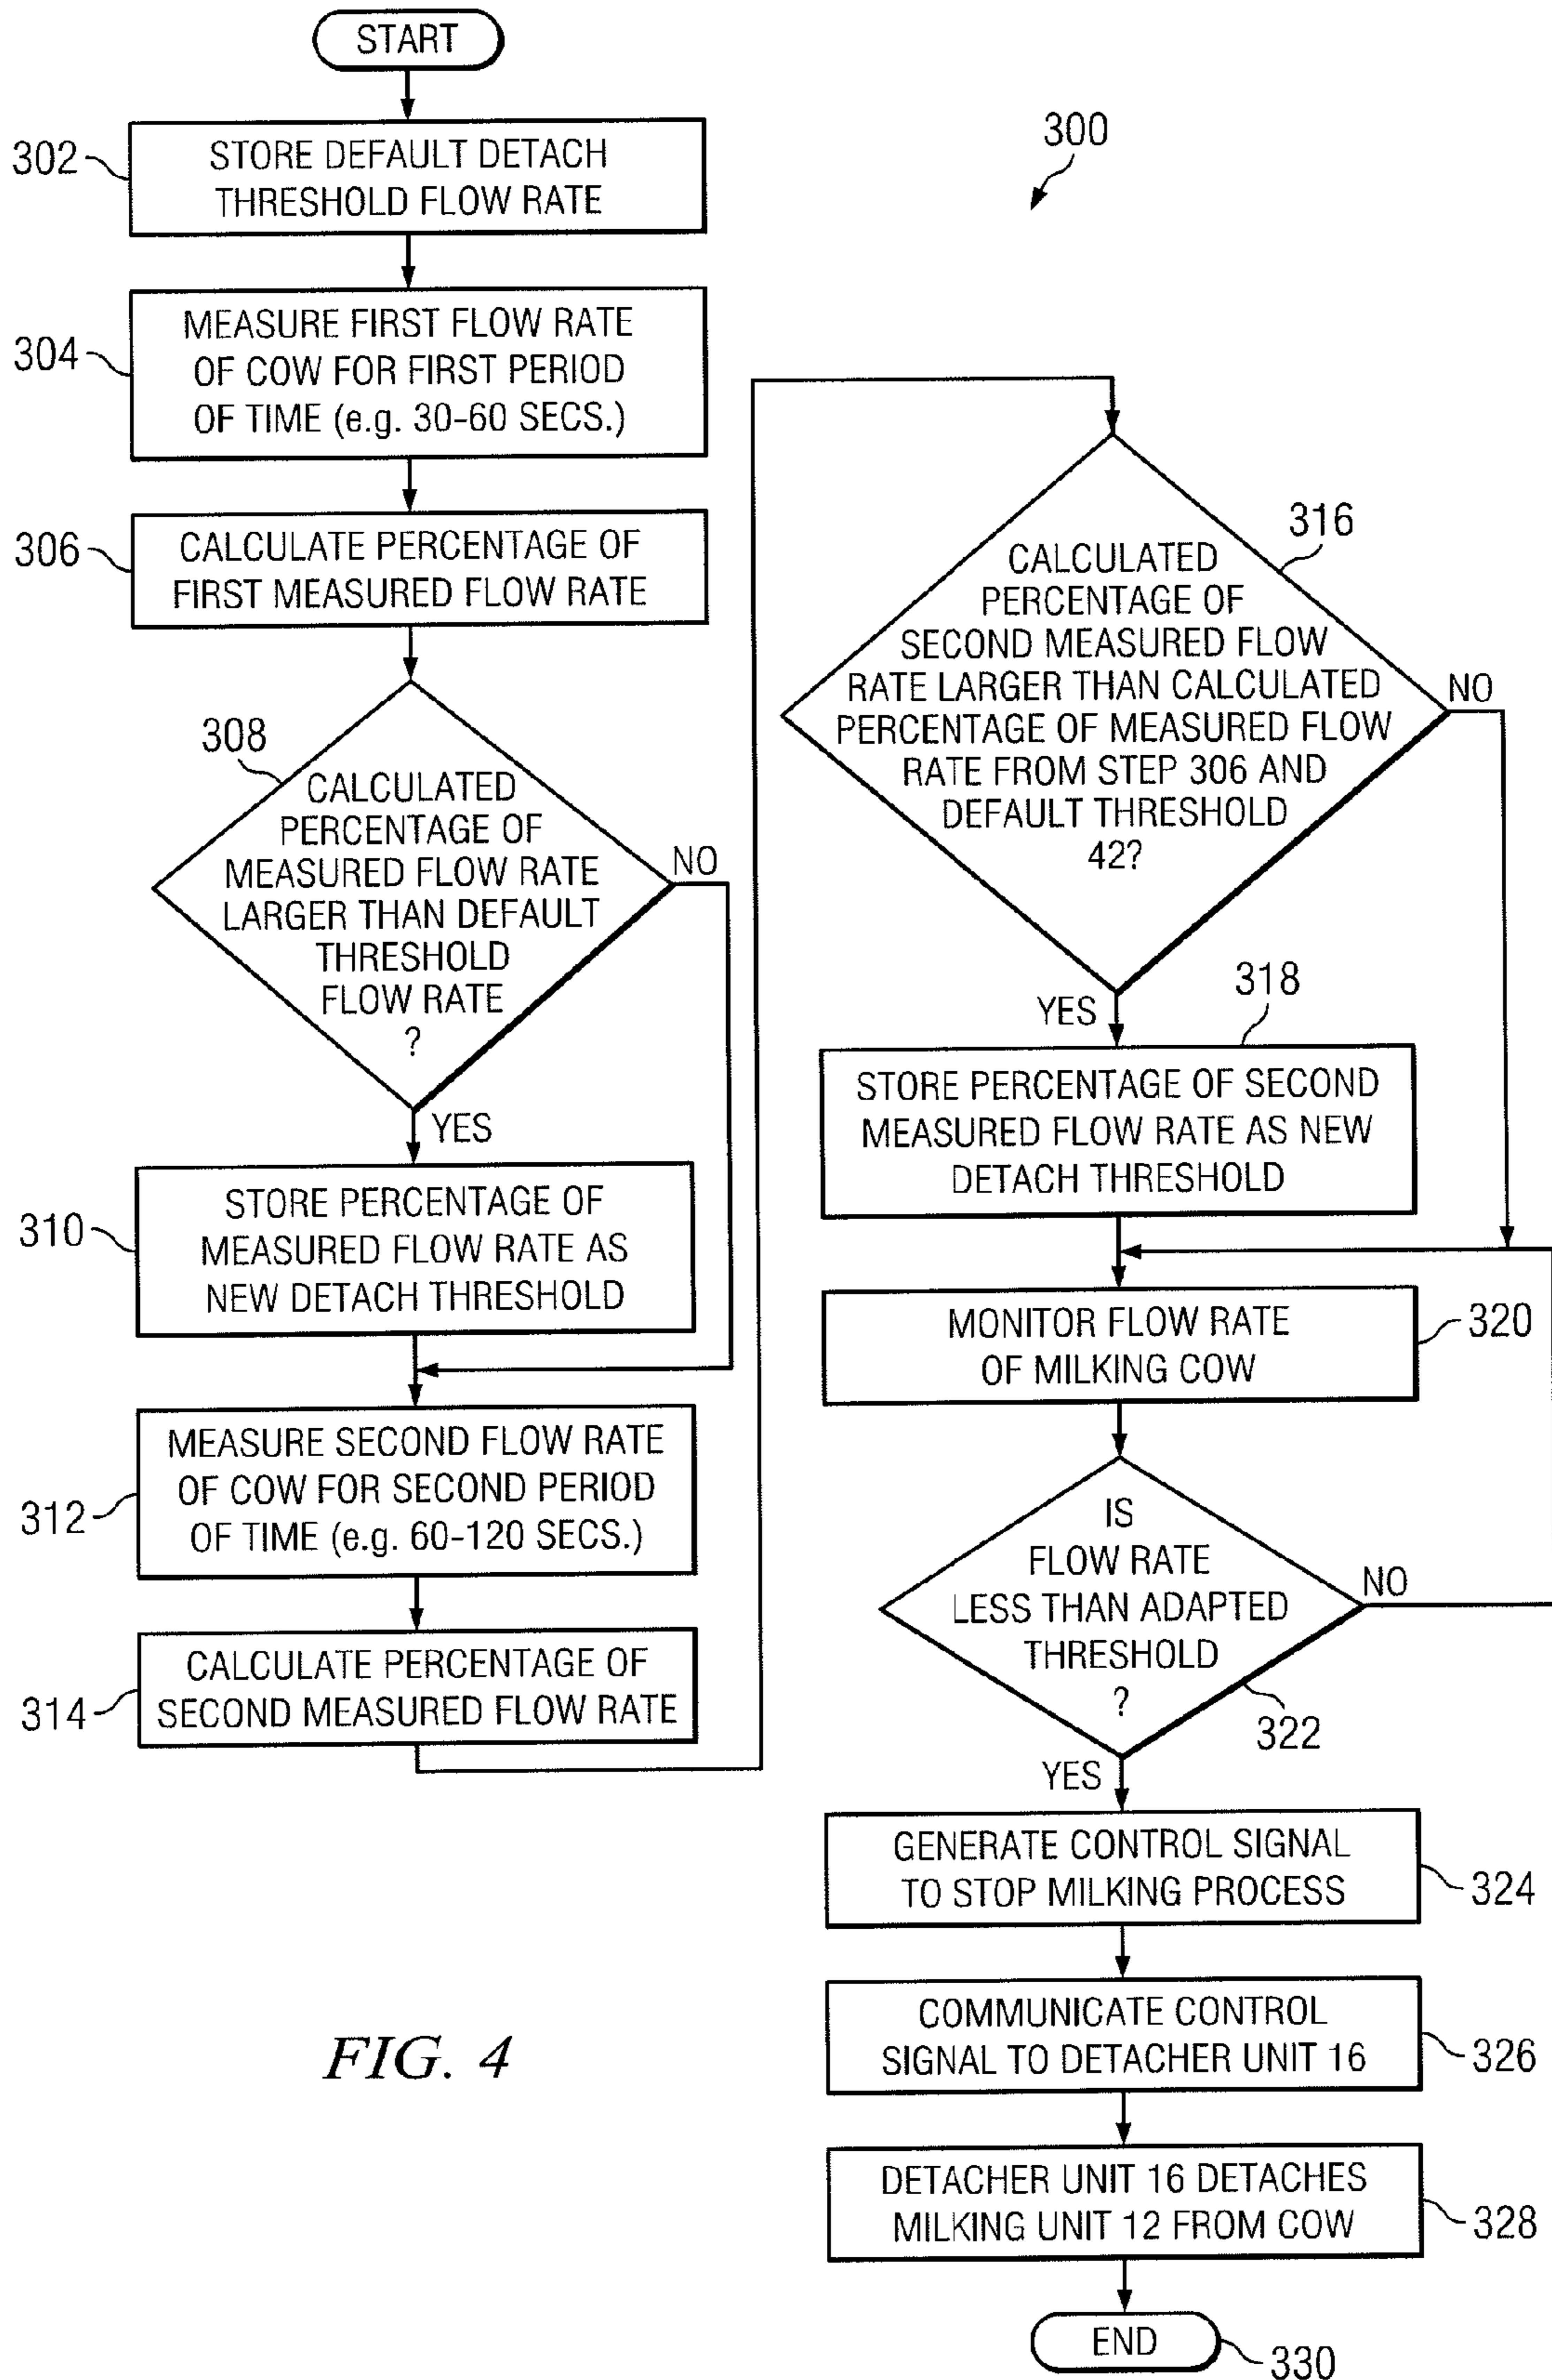 START
302
STORE DEFAULT DETACH
THRESHOLD FLOW RATE
304
MEASURE FIRST FLOW RATE
OF COW FOR FIRST PERIOD
OF TIME (e.g. 30-60 SECS.)
306
CALCULATE PERCENTAGE OF
FIRST MEASURED FLOW RATE
308
CALCULATED
PERCENTAGE OF
MEASURED FLOW RATE
LARGER THAN DEFAULT
THRESHOLD
FLOW RATE
?
NO
YES
310
STORE PERCENTAGE OF
MEASURED FLOW RATE AS
NEW DETACH THRESHOLD
312
MEASURE SECOND FLOW RATE
OF COW FOR SECOND PERIOD
OF TIME (e.g. 60-120 SECS.)
314
CALCULATE PERCENTAGE OF
SECOND MEASURED FLOW RATE
300
316
CALCULATED
PERCENTAGE OF
SECOND MEASURED FLOW
RATE LARGER THAN CALCULATED
PERCENTAGE OF MEASURED FLOW
RATE FROM STEP 306 AND
DEFAULT THRESHOLD
42?
NO
YES
318
STORE PERCENTAGE OF SECOND
MEASURED FLOW RATE AS NEW
DETACH THRESHOLD
MONITOR FLOW RATE
OF MILKING COW
320
IS
FLOW RATE
LESS THAN ADAPTED
THRESHOLD
?
NO
322
YES
GENERATE CONTROL SIGNAL
TO STOP MILKING PROCESS
324
COMMUNICATE CONTROL
SIGNAL TO DETACHER UNIT 16
326
DETACHER UNIT 16 DETACHES
MILKING UNIT 12 FROM COW
328
END
330
FIG. 4